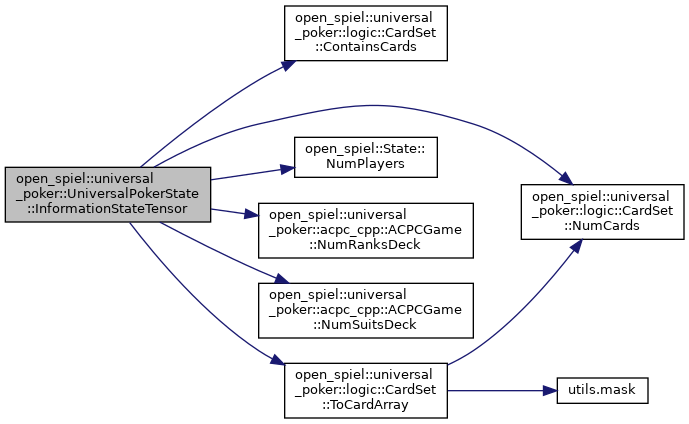 open_spiel::universal
_poker::logic::CardSet
::ContainsCards
open_spiel::State::
NumPlayers
open_spiel::universal
_poker::UniversalPokerState
::InformationStateTensor
open_spiel::universal
_poker::logic::CardSet
::NumCards
open_spiel::universal
_poker::acpc_cpp::ACPCGame
::NumRanksDeck
open_spiel::universal
_poker::acpc_cpp::ACPCGame
::NumSuitsDeck
open_spiel::universal
_poker::logic::CardSet
::ToCardArray
utils.mask